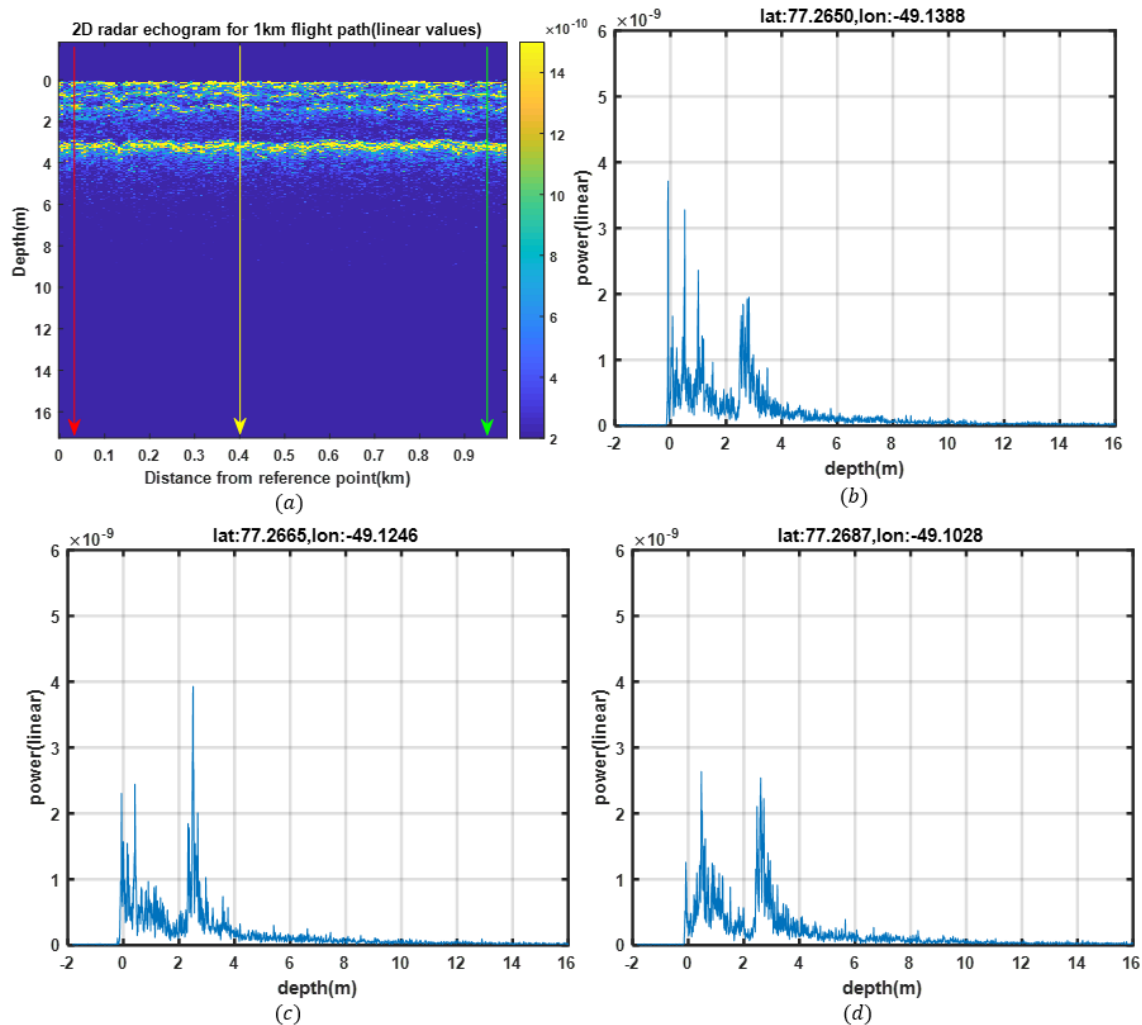 2D radar echogram for 1km flight path(linear values)
×10-10
14
12
10
8
6
4
2
0
2
4
6
8
10
12
14
16
Depth(m)
0 0.1 0.2 0.3 0.4 0.5 0.6 0.7 0.8 0.9
Distance from reference point(km)
(a)
lat:77.2650,lon:-49.1388
×10-9
6
5
4
3
2
1
0
power(linear)
-2 0 2 4 6 8 10 12 14 16
depth(m)
(b)
lat:77.2665,lon:-49.1246
×10-9
6
5
4
3
2
1
0
power(linear)
-2 0 2 4 6 8 10 12 14 16
depth(m)
(c)
lat:77.2687,lon:-49.1028
×10-9
6
5
4
3
2
1
0
power(linear)
-2 0 2 4 6 8 10 12 14 16
depth(m)
(d)